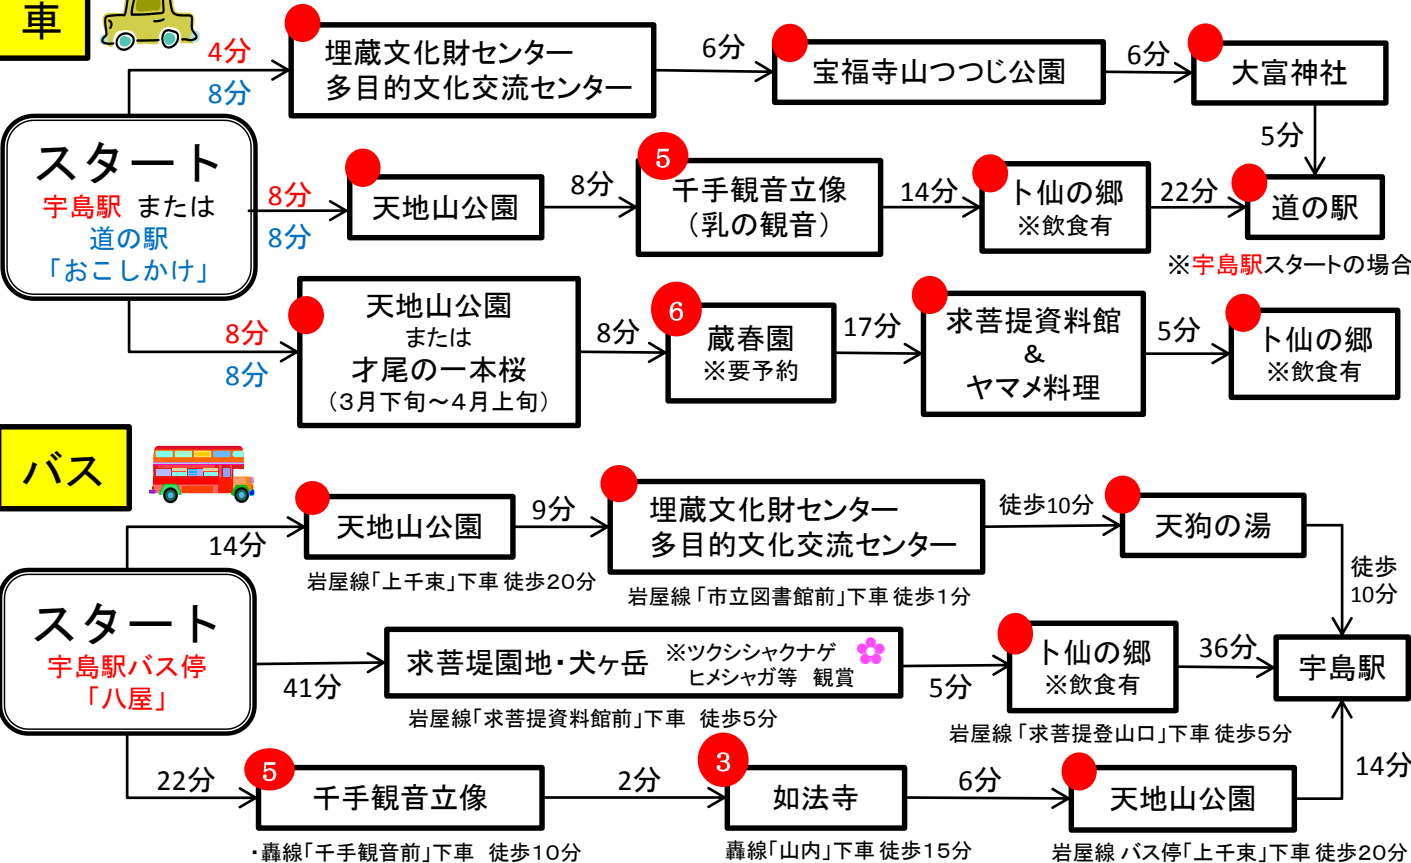 車
4分
8分
埋蔵文化財センター
多目的文化交流センター
6分
宝福寺山つつじ公園
6分
大富神社
5分
スタート
宇島駅 または
道の駅
「おこしかけ」
8分
8分
天地山公園
8分
5
千手観音立像
(乳の観音)
14分
卜仙の郷
※飲食有
22分
道の駅
※宇島駅スタートの場合
8分
8分
天地山公園
または
才尾の一本桜
(3月下旬～4月上旬)
8分
6
蔵春園
※要予約
17分
求菩提資料館
&
ヤマメ料理
5分
卜仙の郷
※飲食有
バス
14分
天地山公園
岩屋線「上千束」下車 徒歩20分
9分
埋蔵文化財センター
多目的文化交流センター
岩屋線「市立図書館前」下車 徒歩1分
徒歩10分
天狗の湯
徒歩
10分
スタート
宇島駅バス停
「八屋」
41分
求菩堤園地・犬ヶ岳 ※ツクシシャクナゲ
ヒメシャガ等 観賞
岩屋線「求菩提資料館前」下車 徒歩5分
5分
卜仙の郷
※飲食有
岩屋線「求菩提登山口」下車 徒歩5分
36分
宇島駅
22分
5
千手観音立像
・轟線「千手観音前」下車 徒歩10分
2分
3
如法寺
轟線「山内」下車 徒歩15分
6分
天地山公園
岩屋線 バス停「上千束」下車 徒歩20分
14分